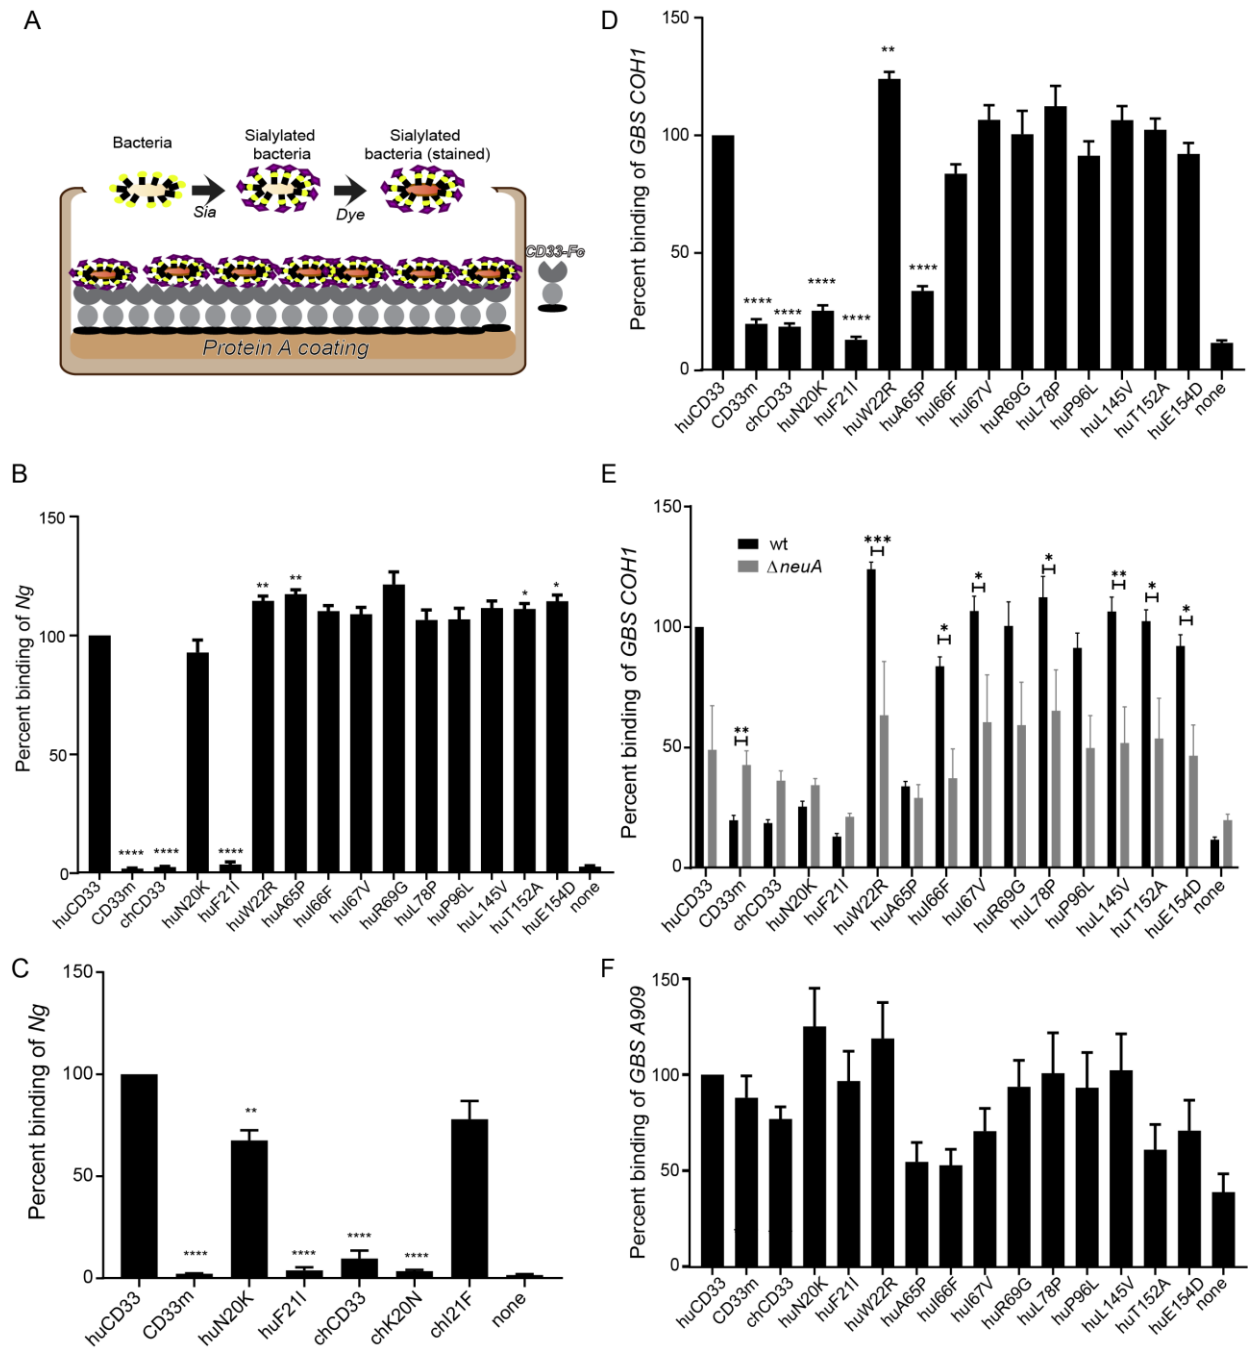 A
Bacteria
Sialylated
bacteria
Sialylated
bacteria (stained)
Sia
Dye
CD33-Fc
Protein A coating
B
Percent binding of Ng
150
100
50
0
**** **** **** ** ** * *
huCD33 CD33m chCD33 huN20K huF21I huW22R huA65P huI66F huI67V huR69G huL78P huP96L huL145V huT152A huE154D none
C
Percent binding of Ng
150
100
50
0
**** ** **** **** ****
huCD33 CD33m huN20K huF21I chCD33 chK20N chI21F none
D
Percent binding of GBS COH1
150
100
50
0
**** **** **** **** ** ****
huCD33 CD33m chCD33 huN20K huF21I huW22R huA65P huI66F huI67V huR69G huL78P huP96L huL145V huT152A huE154D none
E
Percent binding of GBS COH1
150
100
50
0
wt
ΔneuA
** *** * * * ** * *
huCD33 CD33m chCD33 huN20K huF21I huW22R huA65P huI66F huI67V huR69G huL78P huP96L huL145V huT152A huE154D none
F
Percent binding of GBS A909
150
100
50
0
huCD33 CD33m chCD33 huN20K huF21I huW22R huA65P huI66F huI67V huR69G huL78P huP96L huL145V huT152A huE154D none